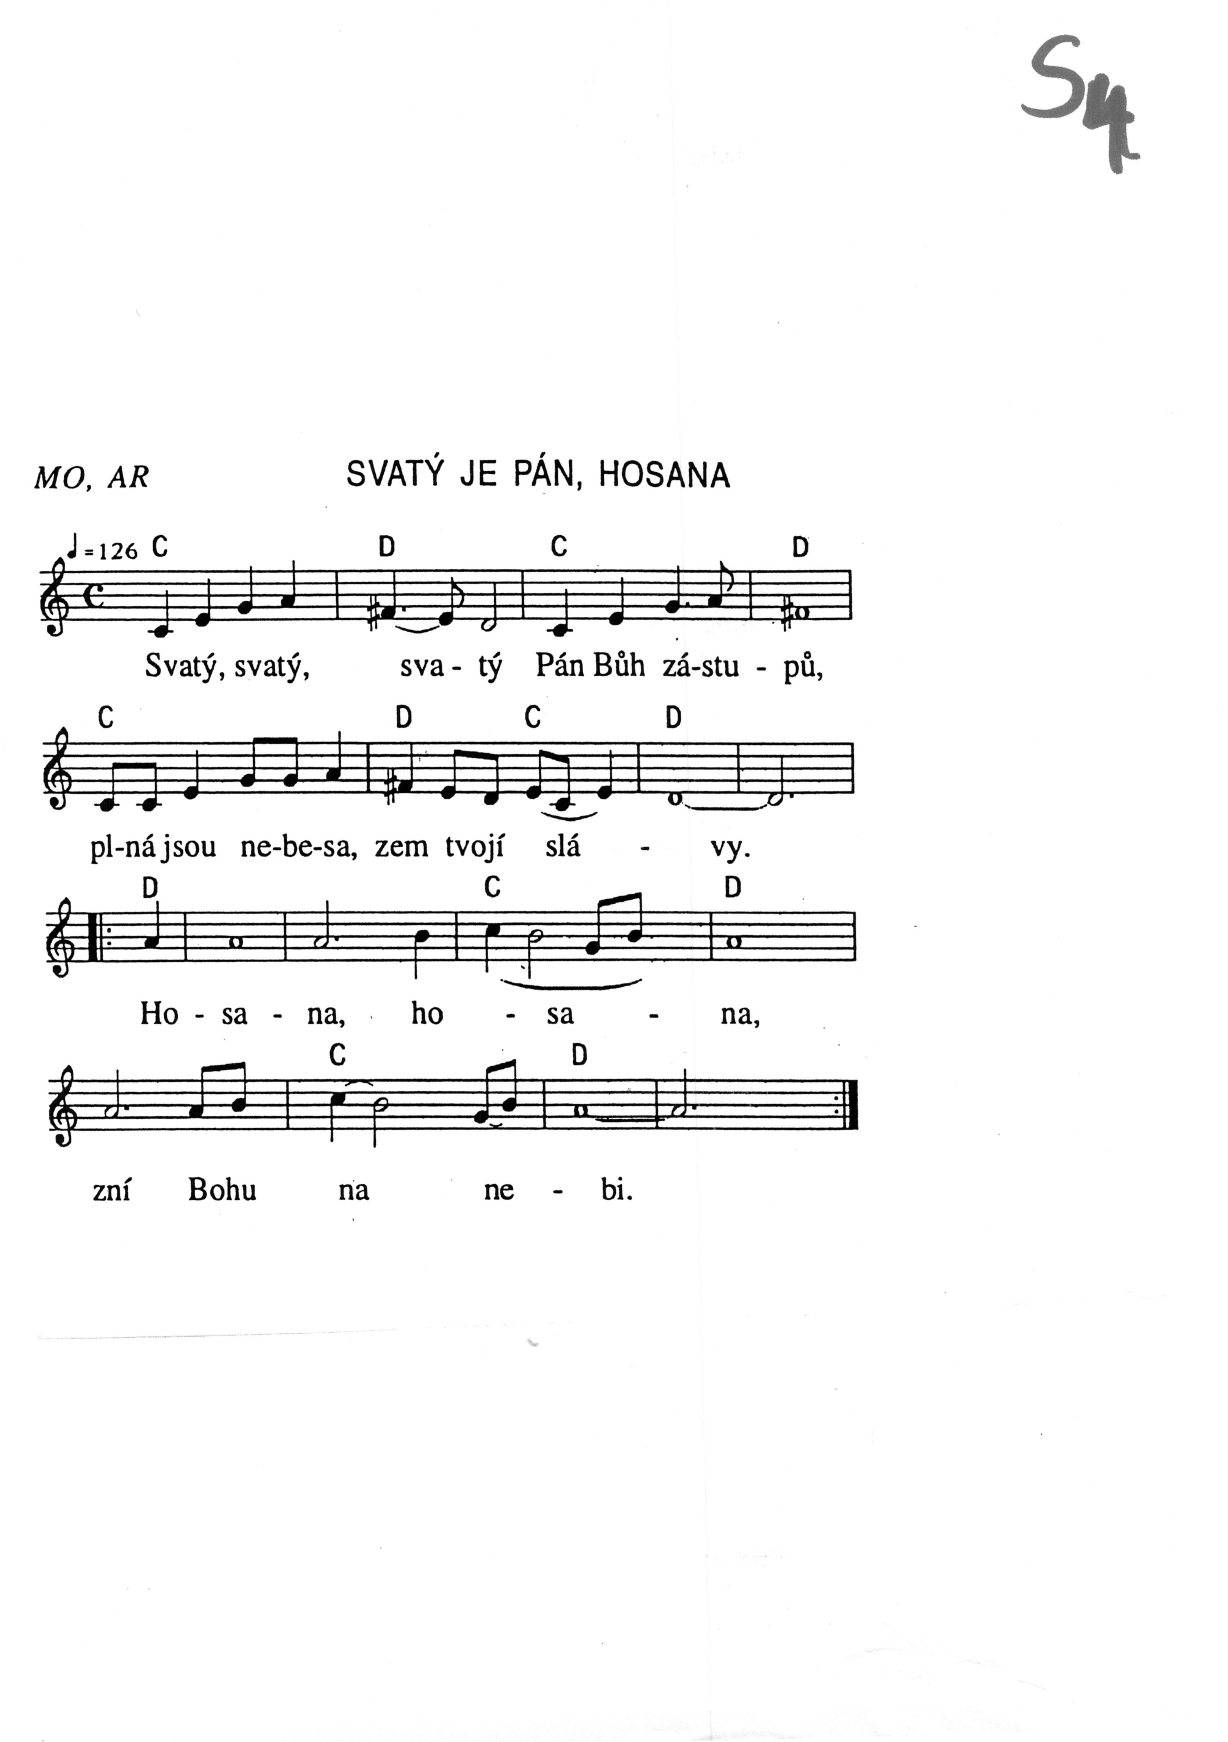 S4
MO, AR SVATÝ JE PÁN, HOSANA
♩=126 C D C D
Svatý, svatý, sva - tý Pán Bůh zá-stu - pů,
C D C D
pl-ná jsou ne-be-sa, zem tvojí slá - vy.
D C D
Ho - sa - na, ho - sa - na,
C D
zní Bohu na ne - bi.